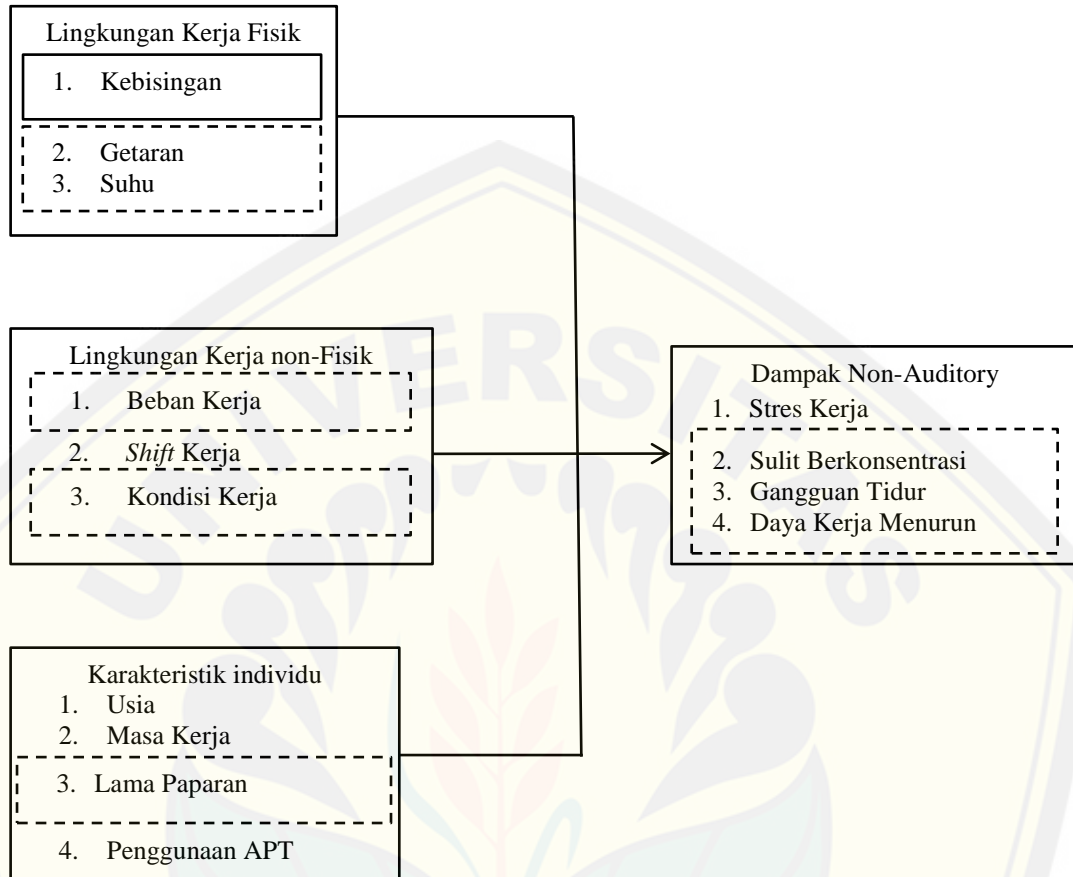 Lingkungan Kerja Fisik
1. Kebisingan
2. Getaran
3. Suhu
Lingkungan Kerja non-Fisik
1. Beban Kerja
2. Shift Kerja
3. Kondisi Kerja
Dampak Non-Auditory
1. Stres Kerja
2. Sulit Berkonsentrasi
3. Gangguan Tidur
4. Daya Kerja Menurun
Karakteristik individu
1. Usia
2. Masa Kerja
3. Lama Paparan
4. Penggunaan APT
UNIVERSITAS